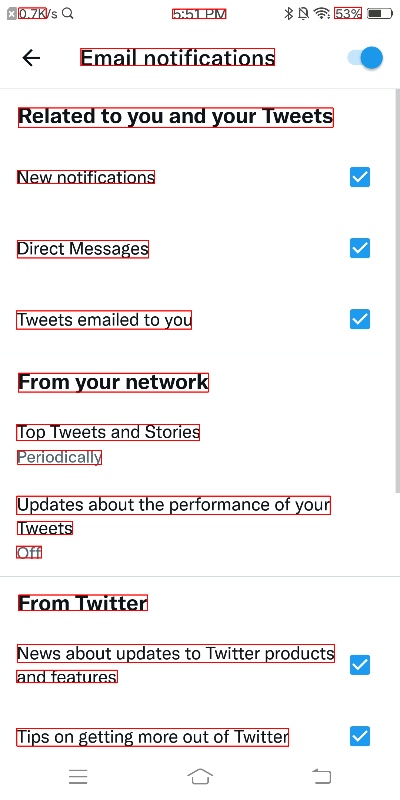 0.7K/s 5:51 PM 53%
Email notifications
Related to you and your Tweets
New notifications
Direct Messages
Tweets emailed to you
From your network
Top Tweets and Stories
Periodically
Updates about the performance of your
Tweets
Off
From Twitter
News about updates to Twitter products
and features
Tips on getting more out of Twitter